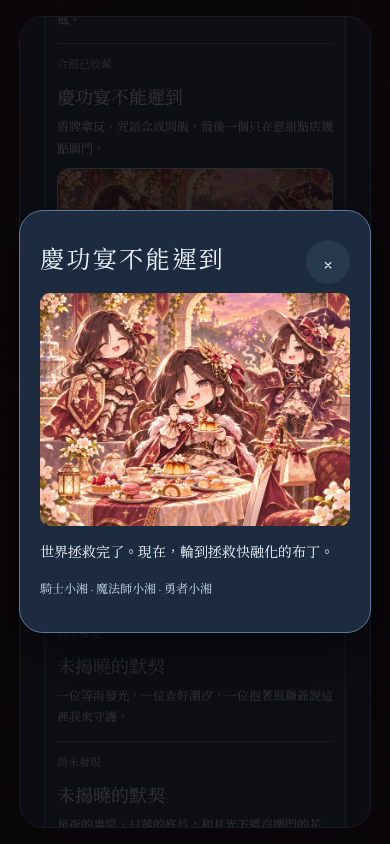 風。
合照已收藏
慶功宴不能遲到
盾牌拿反、咒語念成開飯，最後一個只在意甜點店幾
點關門。
慶功宴不能遲到
×
世界拯救完了。現在，輪到拯救快融化的布丁。
騎士小湘 · 魔法師小湘 · 勇者小湘
尚未發現
未揭曉的默契
一位等海發光，一位查好潮汐，一位抱著風獅爺說這
裡我來守護。
尚未發現
未揭曉的默契